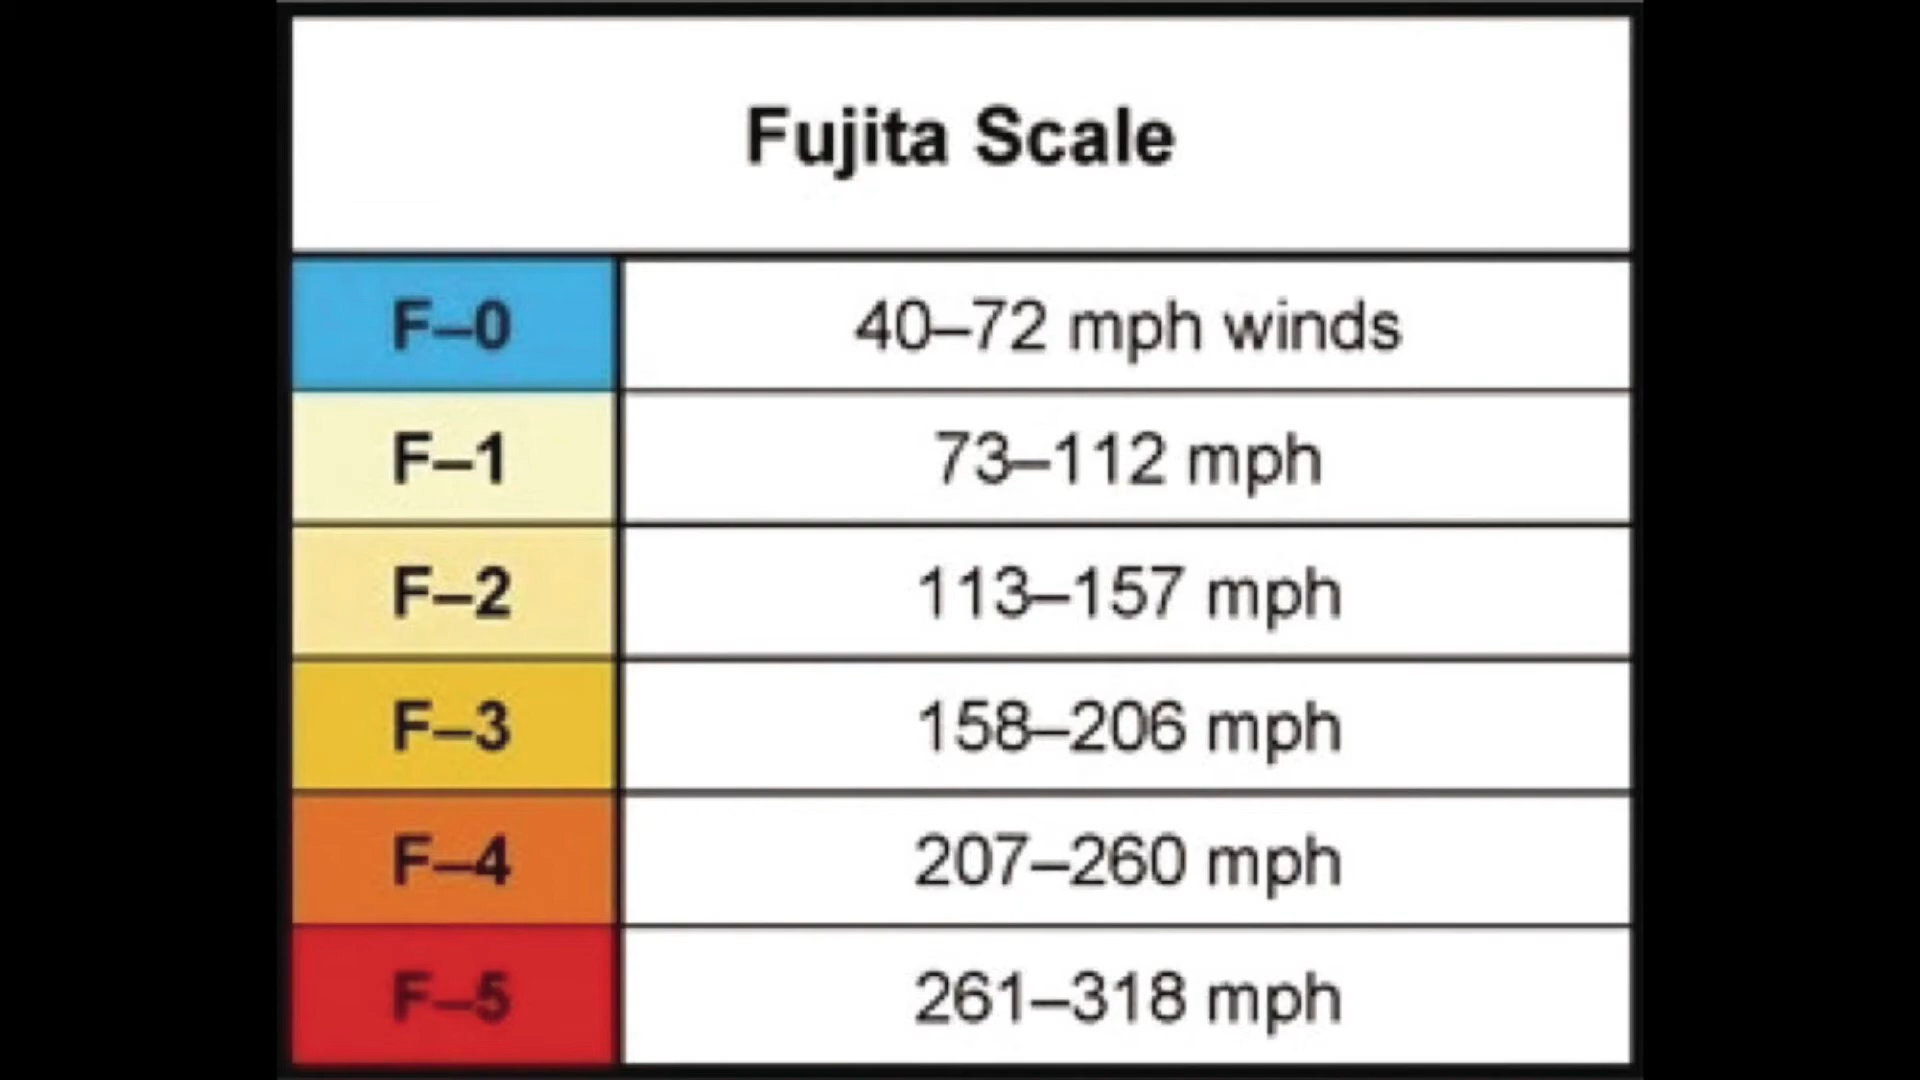 Fujita Scale
F–0 40–72 mph winds
F–1 73–112 mph
F–2 113–157 mph
F–3 158–206 mph
F–4 207–260 mph
F–5 261–318 mph